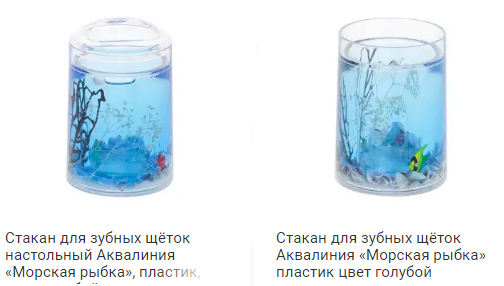 Стакан для зубных щёток
настольный Аквалиния
«Морская рыбка», пластик,
Стакан для зубных щёток
Аквалиния «Морская рыбка»
пластик цвет голубой